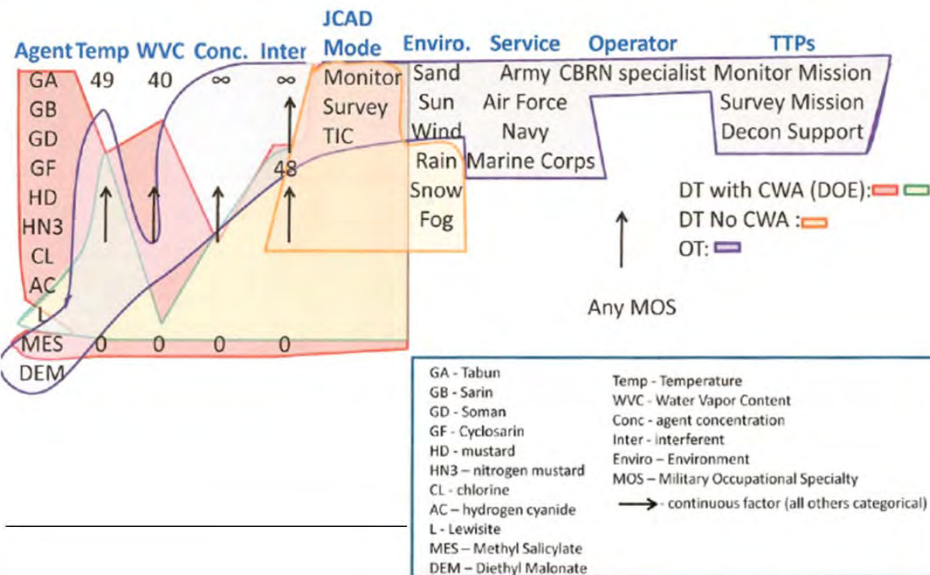 JCAD
Agent Temp WVC Conc. Inter Mode Enviro. Service Operator TTPs
GA 49 40 ∞ ∞ Monitor Sand Army CBRN specialist Monitor Mission
GB Survey Sun Air Force Survey Mission
GD TIC Wind Navy Decon Support
GF 48 Rain Marine Corps
HD Snow
HN3 Fog
CL
AC
L
MES 0 0 0 0
DEM
DT with CWA (DOE):
DT No CWA :
OT:
Any MOS
GA - Tabun
GB - Sarin
GD - Soman
GF - Cyclosarin
HD - mustard
HN3 – nitrogen mustard
CL - chlorine
AC – hydrogen cyanide
L - Lewisite
MES – Methyl Salicylate
DEM – Diethyl Malonate
Temp - Temperature
WVC - Water Vapor Content
Conc - agent concentration
Inter - interferent
Enviro – Environment
MOS – Military Occupational Specialty
→ - continuous factor (all others categorical)